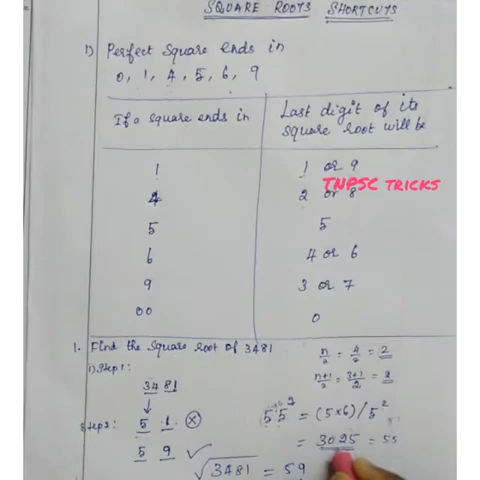 SQUARE ROOTS SHORTCUTS
1) Perfect Square ends in
0, 1, 4, 5, 6, 9
If a square ends in
Last digit of its square root will be
1
1 or 9
TNPSC TRICKS
4
2 or 8
5
5
6
4 or 6
9
3 or 7
00
0
1. Find the Square root of 3481
n/2 = 4/2 = 2
i) Step 1:
n+1/2 = 3+1/2 = 2
3481
↓
Step 2: 5 1 ⓧ
55² = (5×6)/5²
5 9 ✓
= 3025 = 55
√3481 = 59